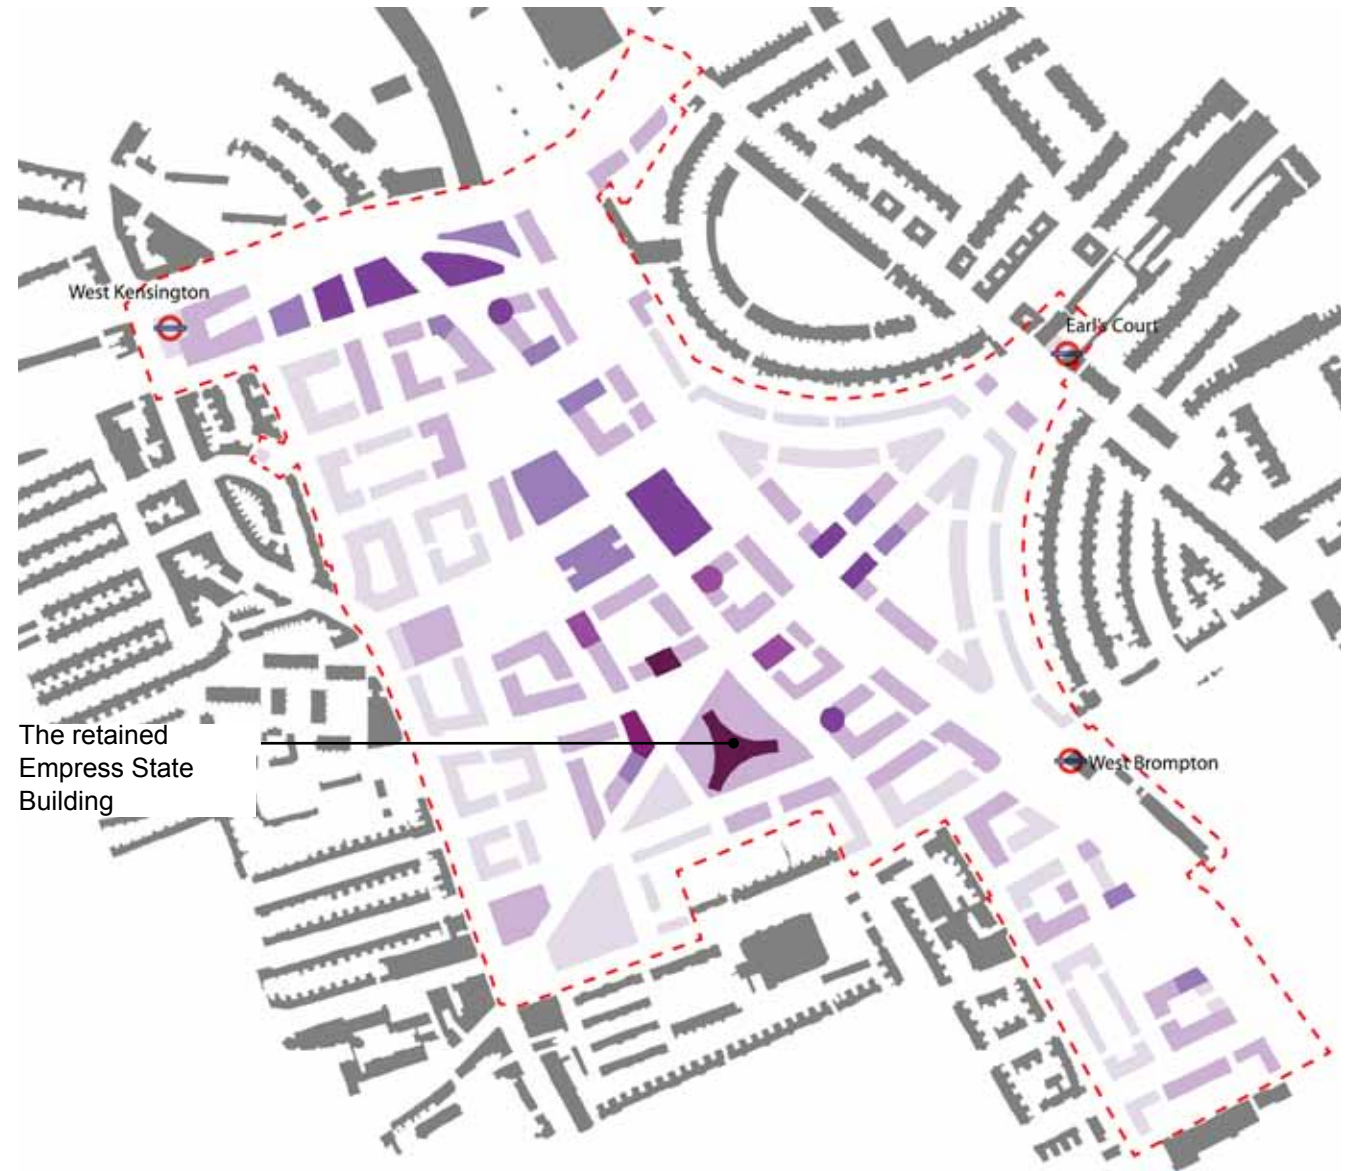 West Kensington
Earl's Court
The retained
Empress State
Building
West Brompton